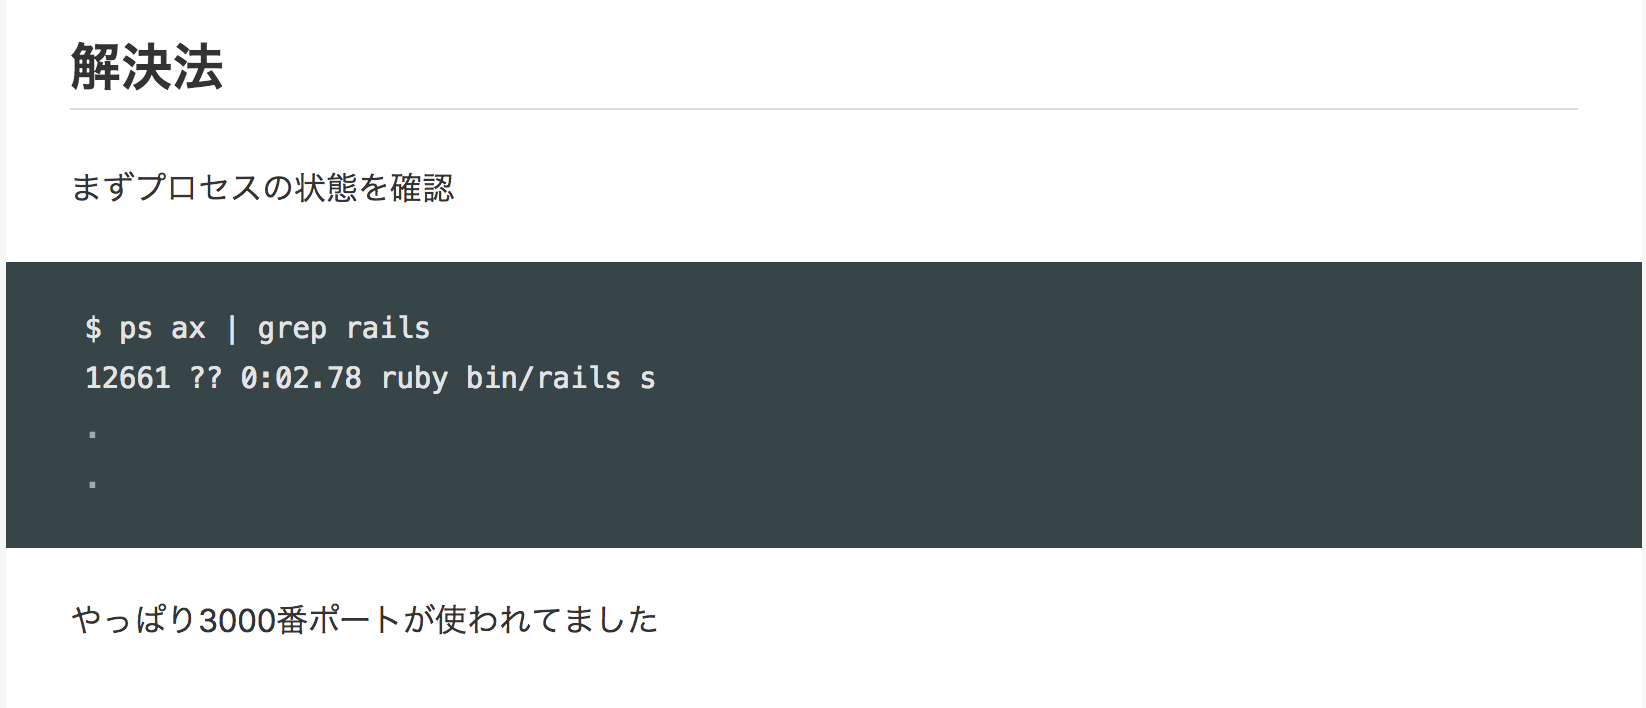 解決法
まずプロセスの状態を確認
$ ps ax | grep rails
12661 ?? 0:02.78 ruby bin/rails s
.
.
やっぱり3000番ポートが使われてました